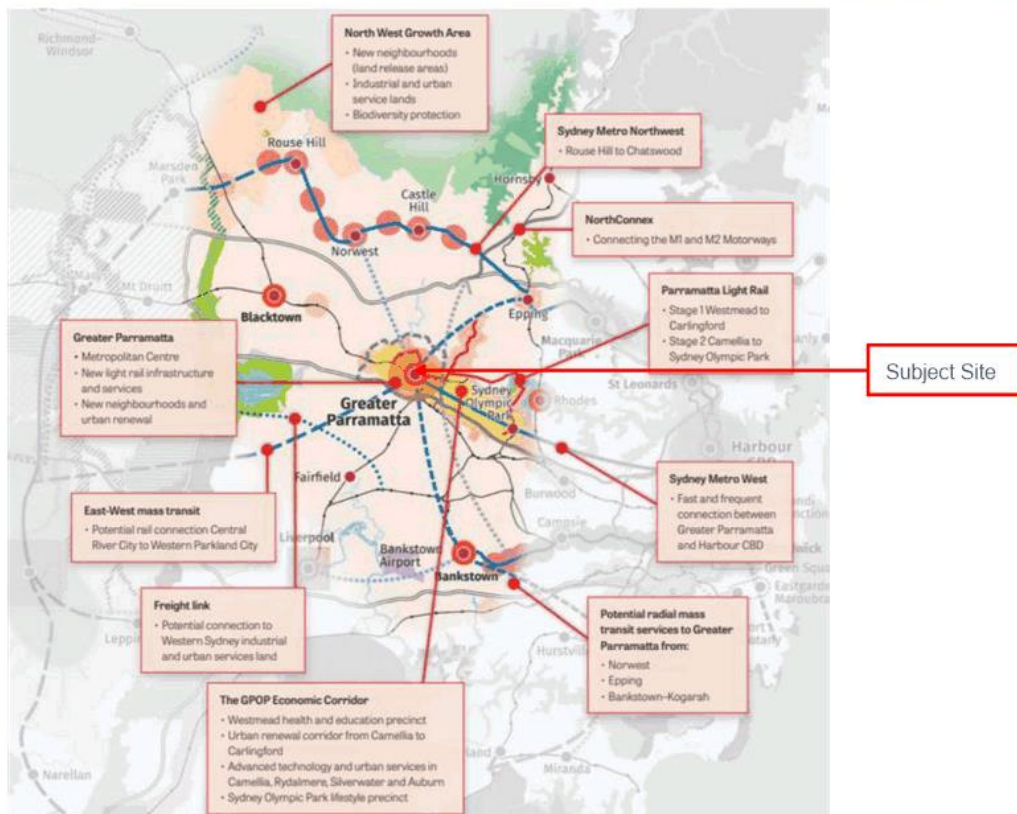 Richmond-
Windsor
North West Growth Area
• New neighbourhoods
(land release areas)
• Industrial and urban
service lands
• Biodiversity protection
Rouse Hill
Marsden
Park
Castle
Hill
Norwest
Hornsby
Sydney Metro Northwest
• Rouse Hill to Chatswood
NorthConnex
• Connecting the M1 and M2 Motorways
Mt Druitt
Blacktown
Epping
Macquarie
Park
Parramatta Light Rail
• Stage 1 Westmead to
Carlingford
• Stage 2 Camellia to
Sydney Olympic Park
Greater Parramatta
• Metropolitan Centre
• New light rail infrastructure
and services
• New neighbourhoods and
urban renewal
Greater
Parramatta
Sydney
Olympic
Park
Rhodes
St Leonards
Subject Site
Harbour
CBD
Fairfield
Burwood
Sydney Metro West
• Fast and frequent
connection between
Greater Parramatta
and Harbour CBD
East-West mass transit
• Potential rail connection Central
River City to Western Parkland City
Liverpool
Bankstown
Airport
Bankstown
Campsie
Green Squa
Eastgarden
Maroubra
Freight link
• Potential connection to
Western Sydney industrial
and urban services land
Leppin
Hurstville
Potential radial mass
transit services to Greater
Parramatta from:
• Norwest
• Epping
• Bankstown–Kogarah
The GPOP Economic Corridor
• Westmead health and education precinct
• Urban renewal corridor from Camellia to
Carlingford
• Advanced technology and urban services in
Camellia, Rydalmere, Silverwater and Auburn
• Sydney Olympic Park lifestyle precinct
Narellan
Miranda